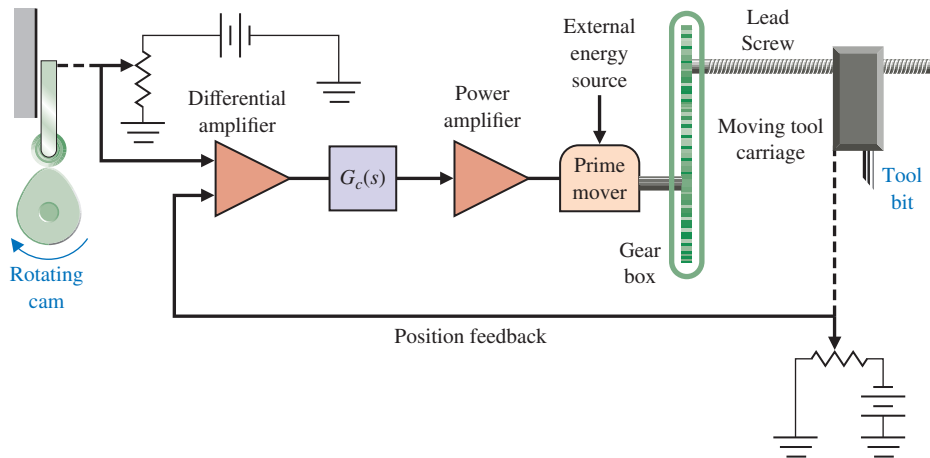 External
energy
source
Lead
Screw
Differential
amplifier
Power
amplifier
Moving tool
carriage
G_c(s)
Prime
mover
Tool
bit
Gear
box
Rotating
cam
Position feedback